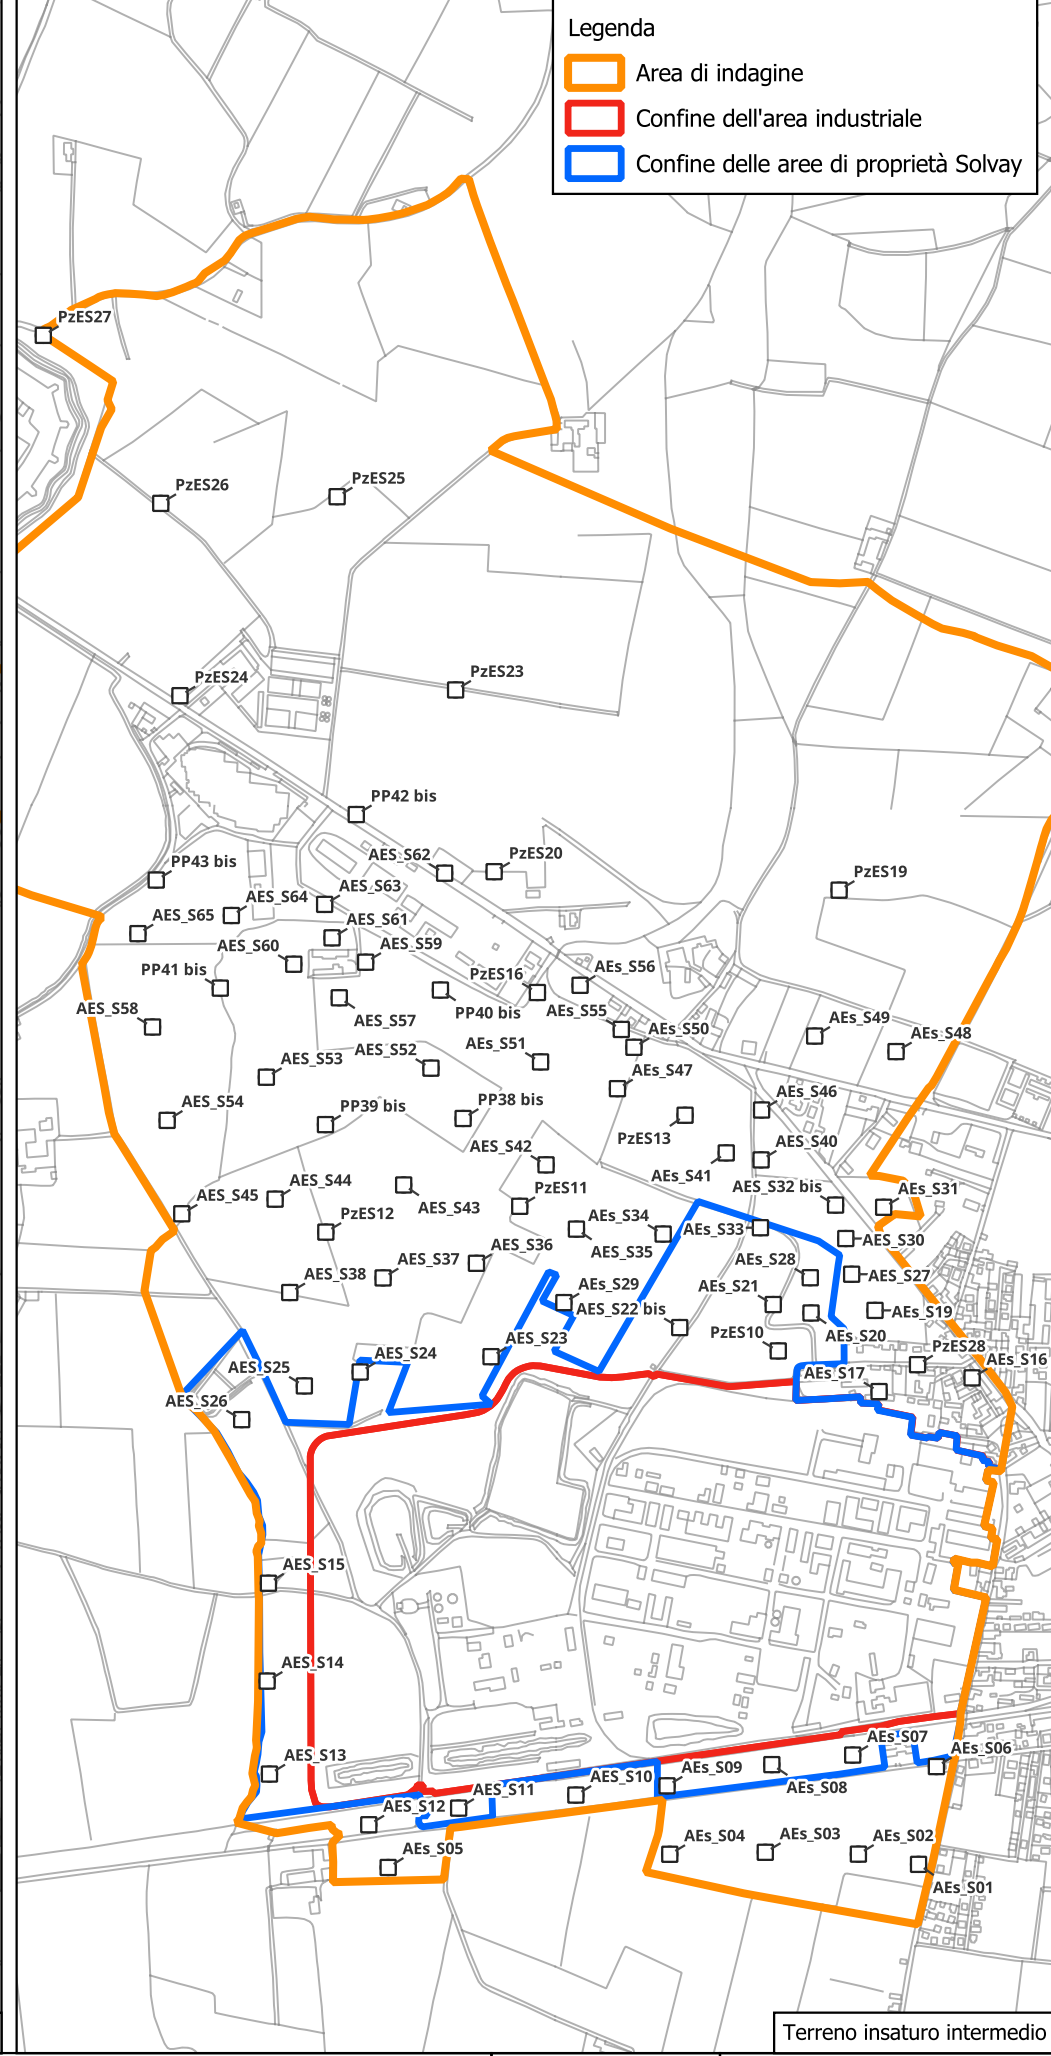 Legenda
Area di indagine
Confine dell'area industriale
Confine delle aree di proprietà Solvay
PzES27
PzES26
PzES25
PzES24
PzES23
PP42 bis
PP43 bis
AES_S62
PzES20
PzES19
AES_S63
AES_S64
AES_S65
AES_S61
AES_S60
AES_S59
PP41 bis
PzES16
AEs_S56
AES_S58
AES_S57
PP40 bis
AEs_S55
AEs_S50
AEs_S49
AEs_S48
AES_S53
AES_S52
AEs_S51
AEs_S47
AES_S54
PP39 bis
PP38 bis
AEs_S46
PzES13
AES_S42
AEs_S41
AES_S40
AES_S45
AES_S44
AES_S43
PzES11
AEs_S32 bis
AEs_S31
PzES12
AEs_S34
AEs_S35
AEs_S33
AEs_S30
AES_S38
AES_S37
AES_S36
AEs_S28
AEs_S27
AEs_S29
AES_S22 bis
AEs_S21
AEs_S19
AEs_S20
AES_S25
AES_S24
AES_S23
PzES10
PzES28
AEs_S16
AES_S26
AEs_S17
AES_S15
AES_S14
AES_S13
AES_S12
AES_S11
AES_S10
AEs_S09
AEs_S08
AEs_S07
AEs_S06
AEs_S05
AEs_S04
AEs_S03
AEs_S02
AEs_S01
Terreno insaturo intermedio